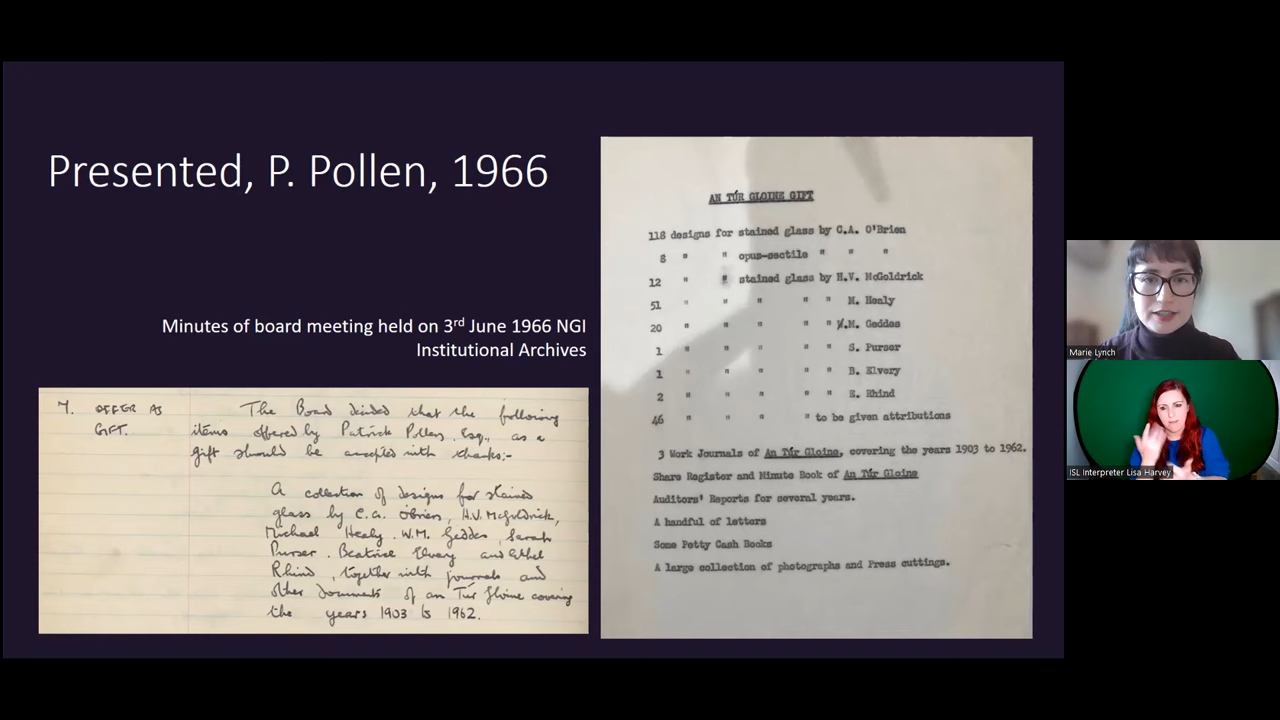 Presented, P. Pollen, 1966
Minutes of board meeting held on 3rd June 1966 NGI
Institutional Archives
7. OFFER AS
GIFT.
The Board decided that the following
items offered by Patrick Pollen, Esq., as a
gift should be accepted with thanks:-
A collection of designs for stained
glass by C.A. O'Brien, H.V. McGoldrick,
Michael Healy, W.M. Geddes, Sarah
Purser, Beatrice Elvery and Ethel
Rhind, together with journals and
other documents of an Túr Gloine covering
the years 1903 to 1962.
AN TÚR GLOINE GIFT
118 designs for stained glass by C.A. O'Brien
8 " " opus-sectile " " "
12 " " stained glass by H.V. McGoldrick
51 " " " " " M. Healy
20 " " " " " W.M. Geddes
1 " " " " " S. Purser
1 " " " " " B. Elvery
2 " " " " " E. Rhind
46 " " " " to be given attributions
3 Work Journals of An Túr Gloine, covering the years 1903 to 1962.
Share Register and Minute Book of An Túr Gloine
Auditors' Reports for several years.
A handful of letters
Some Petty Cash Books
A large collection of photographs and Press cuttings.
Marie Lynch
ISL Interpreter Lisa Harvey